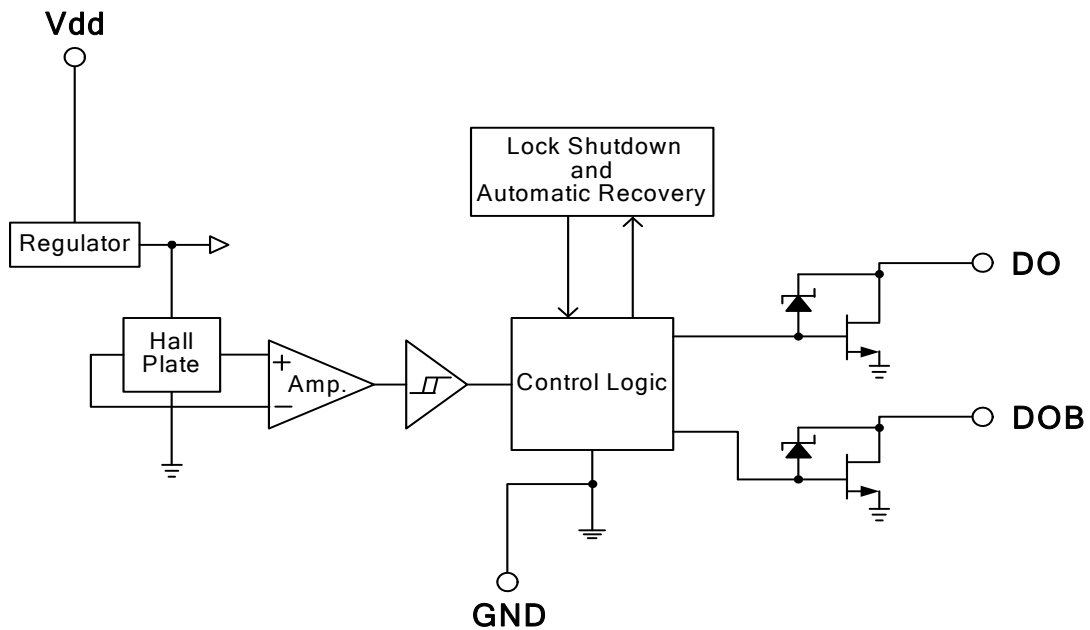 Vdd
Lock Shutdown
and
Automatic Recovery
Regulator
DO
Hall
Plate
+
Amp.
−
Control Logic
DOB
GND